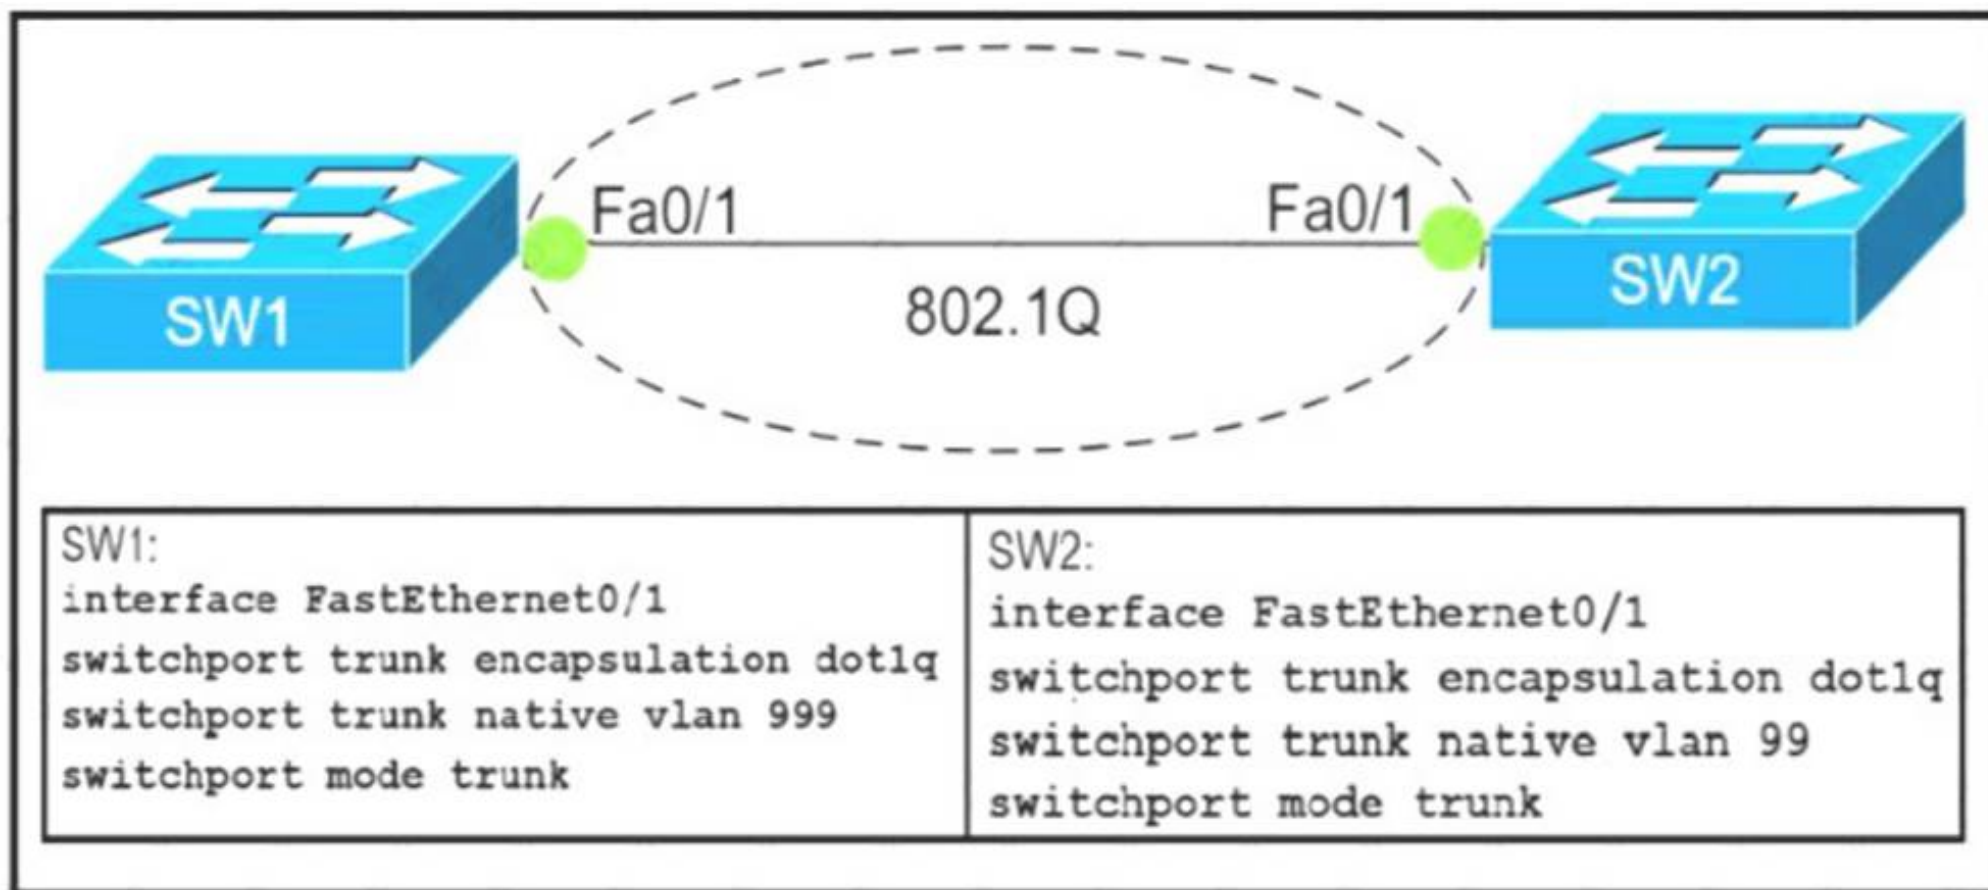 Fa0/1
Fa0/1
802.1Q
SW1
SW2
SW1:
interface FastEthernet0/1
switchport trunk encapsulation dot1q
switchport trunk native vlan 999
switchport mode trunk
SW2:
interface FastEthernet0/1
switchport trunk encapsulation dot1q
switchport trunk native vlan 99
switchport mode trunk